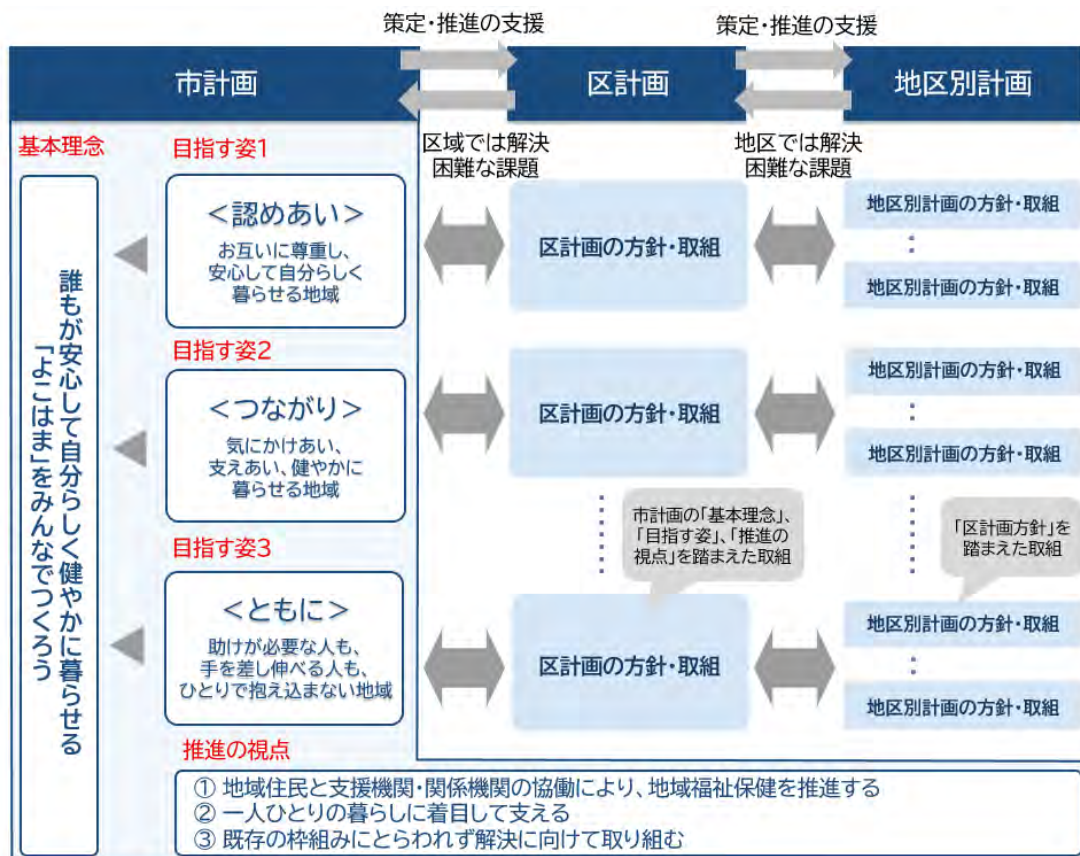 策定・推進の支援
策定・推進の支援
市計画
区計画
地区別計画
区域では解決
困難な課題
地区では解決
困難な課題
基本理念
誰もが安心して自分らしく健やかに暮らせる
「よこはま」をみんなでつくろう
目指す姿1
<認めあい>
お互いに尊重し、
安心して自分らしく
暮らせる地域
区計画の方針・取組
地区別計画の方針・取組
地区別計画の方針・取組
目指す姿2
<つながり>
気にかけあい、
支えあい、健やかに
暮らせる地域
区計画の方針・取組
地区別計画の方針・取組
地区別計画の方針・取組
市計画の「基本理念」、
「目指す姿」、「推進の
視点」を踏まえた取組
「区計画方針」を
踏まえた取組
目指す姿3
<ともに>
助けが必要な人も、
手を差し伸べる人も、
ひとりで抱え込まない地域
区計画の方針・取組
地区別計画の方針・取組
地区別計画の方針・取組
推進の視点
① 地域住民と支援機関・関係機関の協働により、地域福祉保健を推進する
② 一人ひとりの暮らしに着目して支える
③ 既存の枠組みにとらわれず解決に向けて取り組む